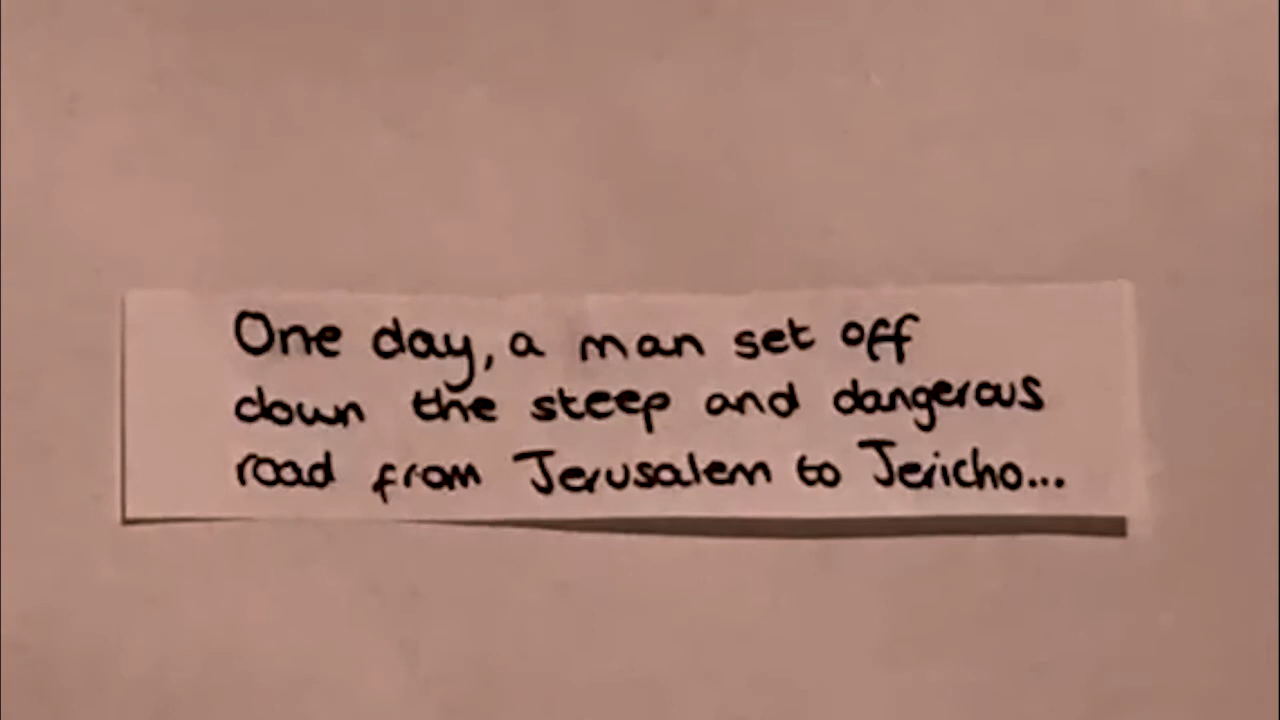 One day, a man set off
down the steep and dangerous
road from Jerusalem to Jericho...